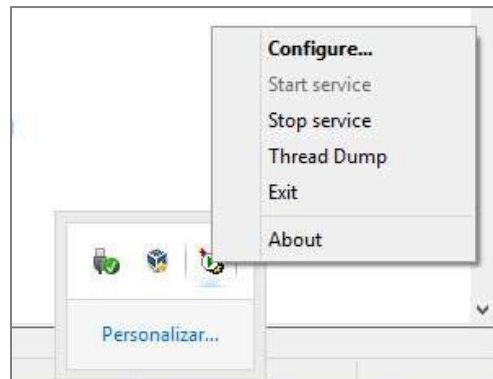 Configure...
Start service
Stop service
Thread Dump
Exit
About
Personalizar...